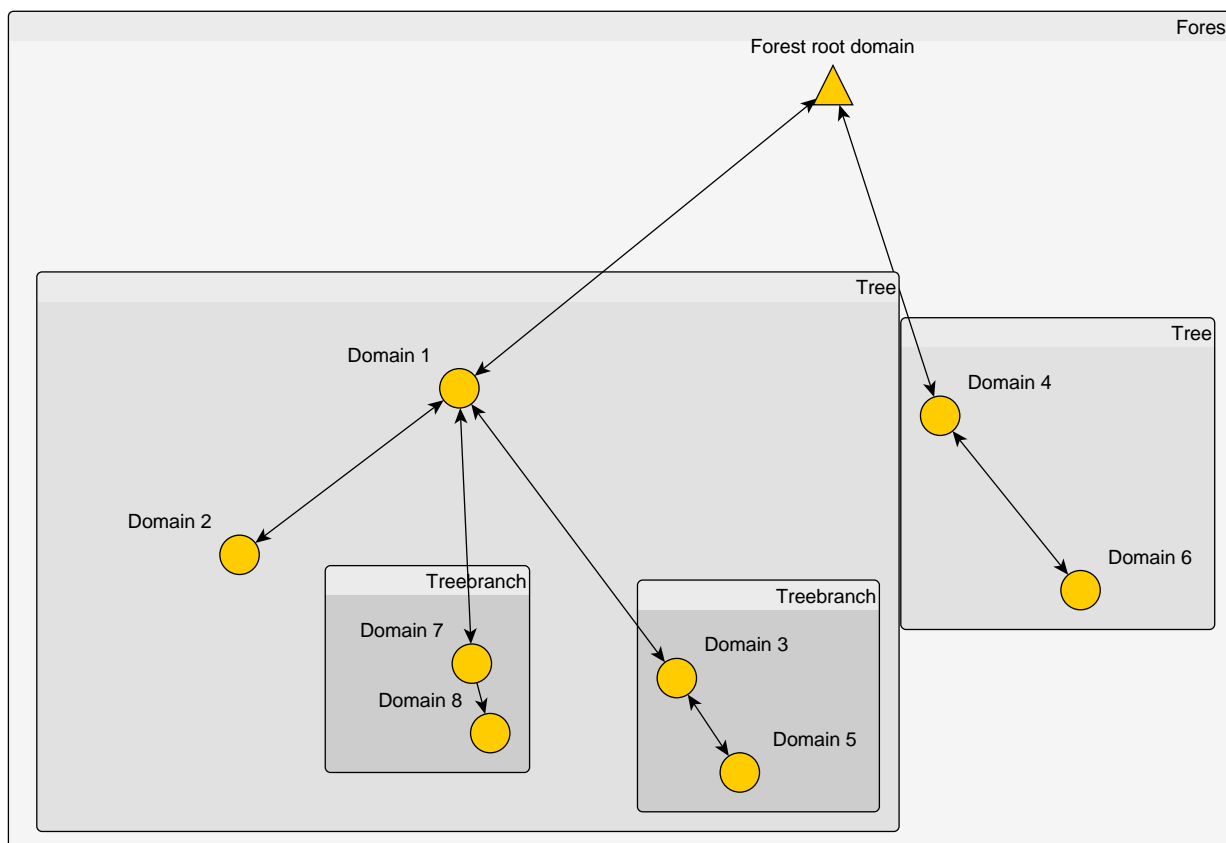 Fores
Forest root domain
Tree
Tree
Domain 1
Domain 4
Domain 2
Domain 6
Treebranch
Treebranch
Domain 7
Domain 3
Domain 8
Domain 5